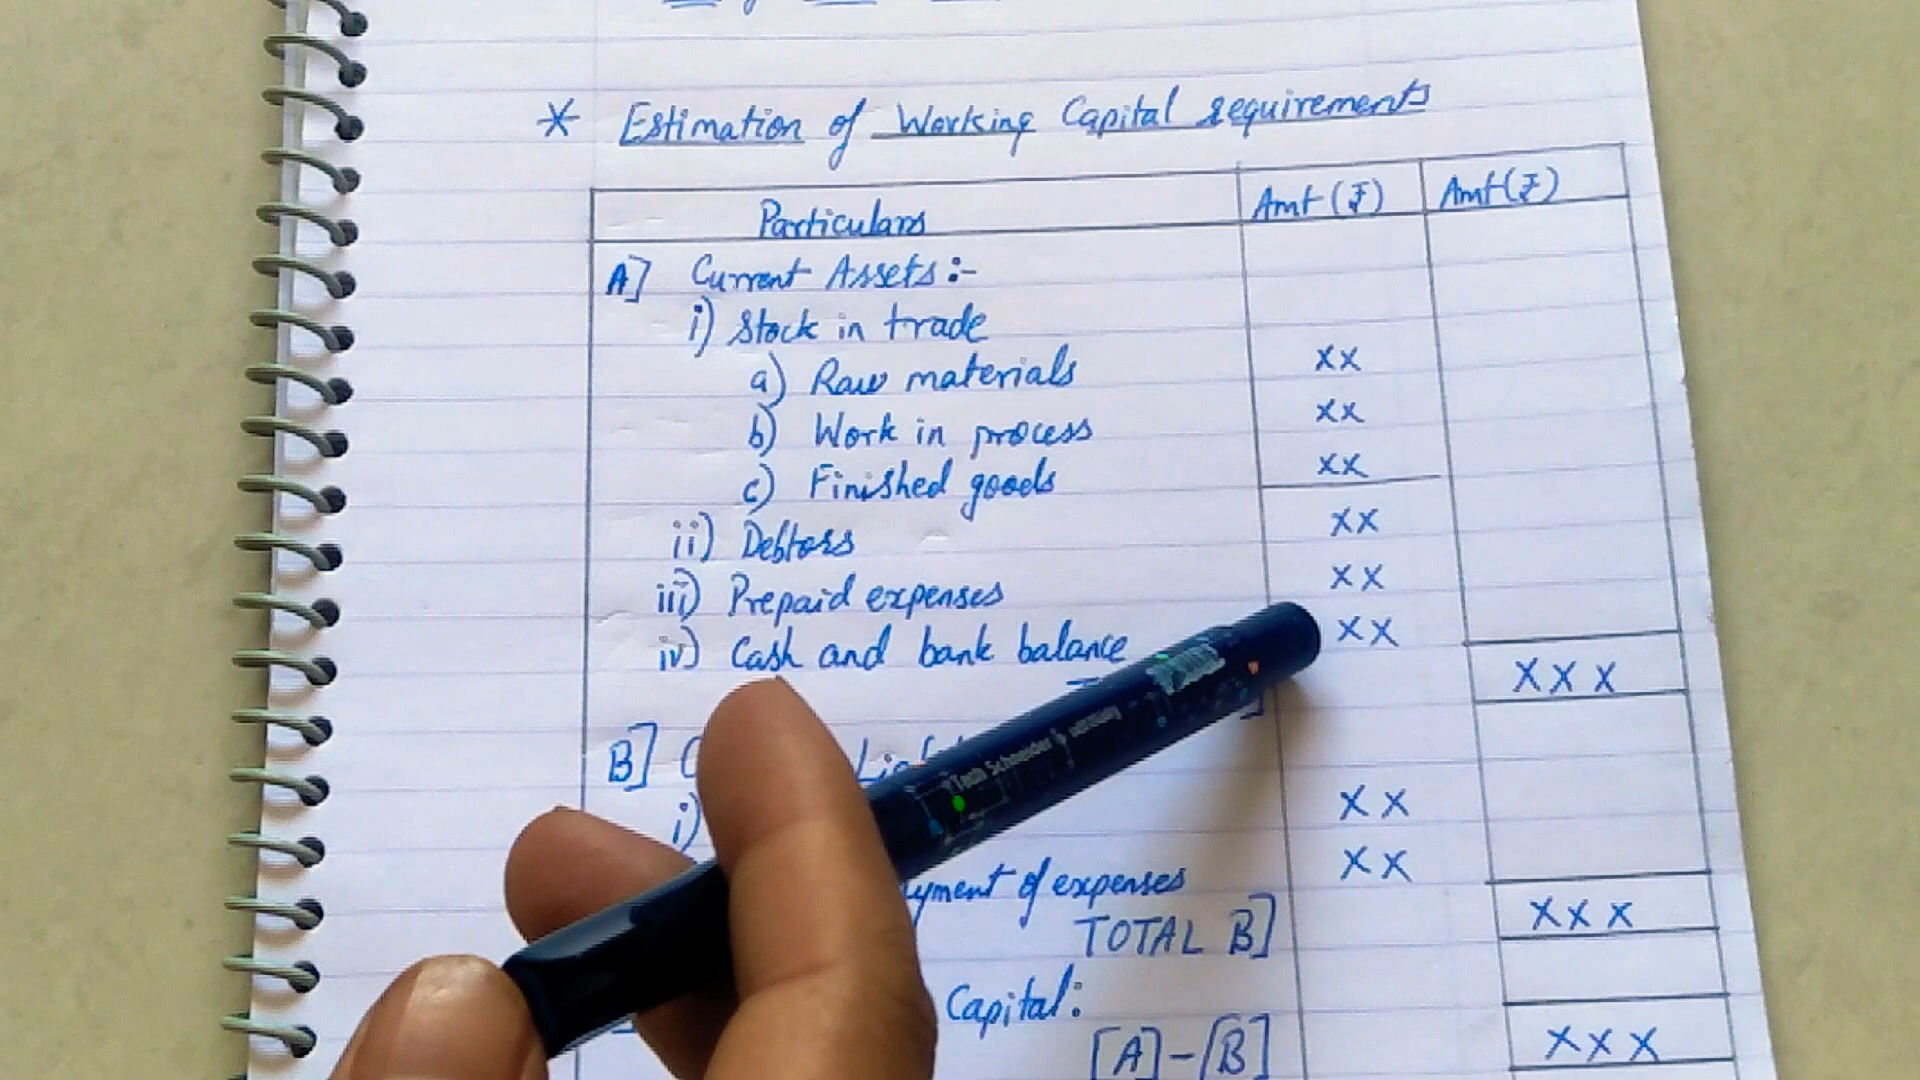 * Estimation of Working Capital requirements
Particulars Amt (₹) Amt (₹)
A] Current Assets :-
i) Stock in trade
a) Raw materials XX
b) Work in process XX
c) Finished goods XX
ii) Debtors XX
iii) Prepaid expenses XX
iv) Cash and bank balance XX
XXX
B]
i) XX
of expenses XX
TOTAL B] XXX
Capital:
[A]-[B] XXX
Schneider